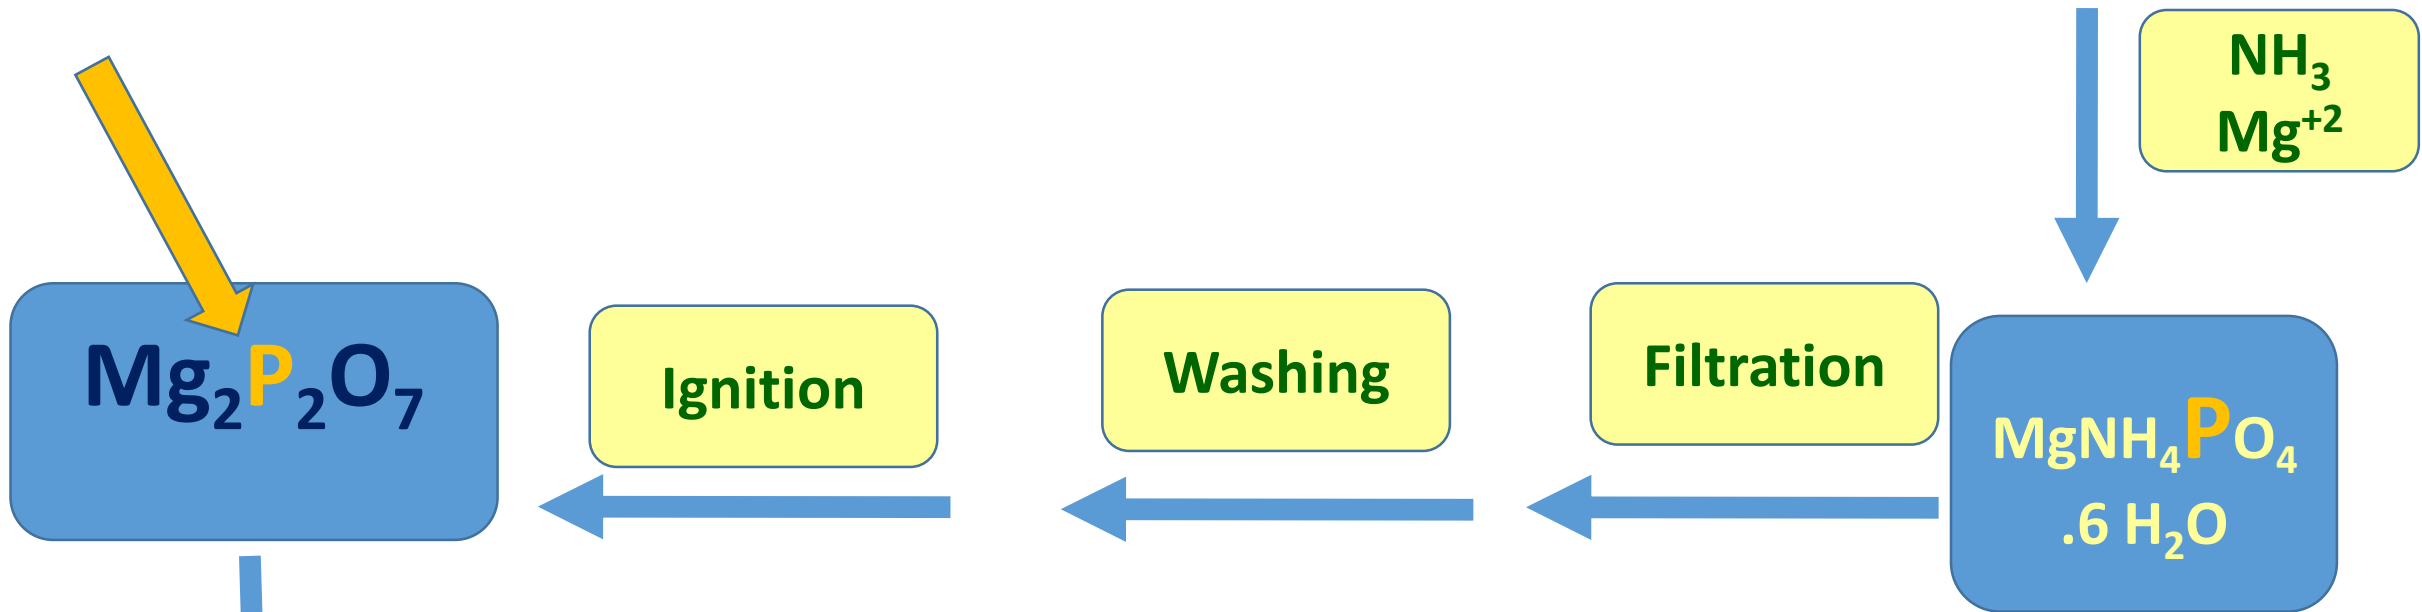 NH₃
Mg⁺²
Mg₂P₂O₇
Ignition
Washing
Filtration
MgNH₄PO₄
.6 H₂O